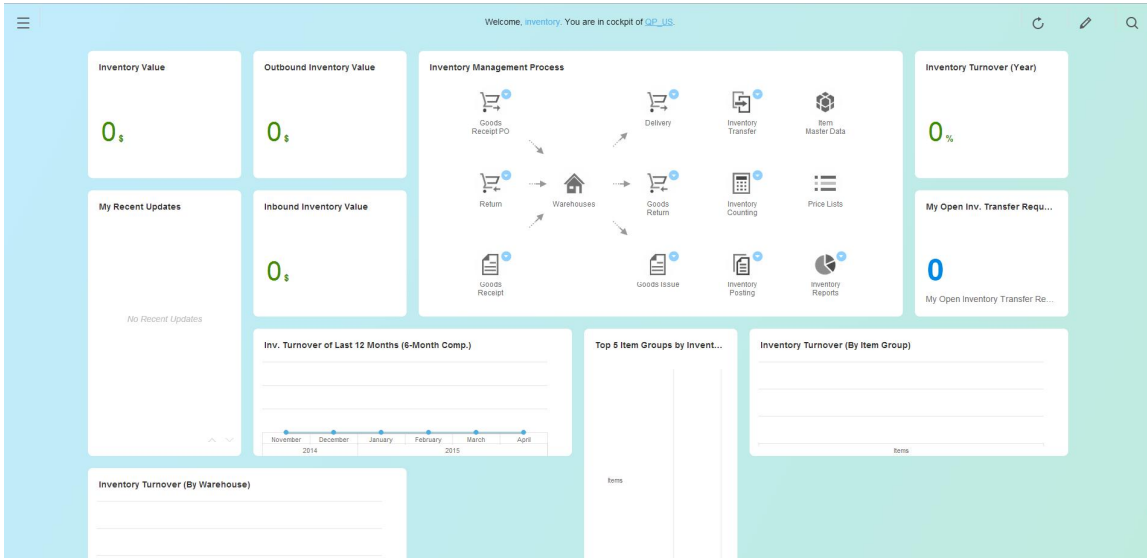 Welcome, inventory. You are in cockpit of QP_US.
Inventory Value
0 $
Outbound Inventory Value
0 $
Inventory Management Process
Goods
Receipt PO
Delivery
Inventory
Transfer
Item
Master Data
Return
Warehouses
Goods
Return
Inventory
Counting
Price Lists
Goods
Receipt
Goods Issue
Inventory
Posting
Inventory
Reports
Inventory Turnover (Year)
0 %
My Recent Updates
No Recent Updates
Inbound Inventory Value
0 $
My Open Inv. Transfer Requ...
0
My Open Inventory Transfer Re...
Inv. Turnover of Last 12 Months (6-Month Comp.)
November December January February March April
2014 2015
Top 5 Item Groups by Invent...
Items
Inventory Turnover (By Item Group)
Items
Inventory Turnover (By Warehouse)